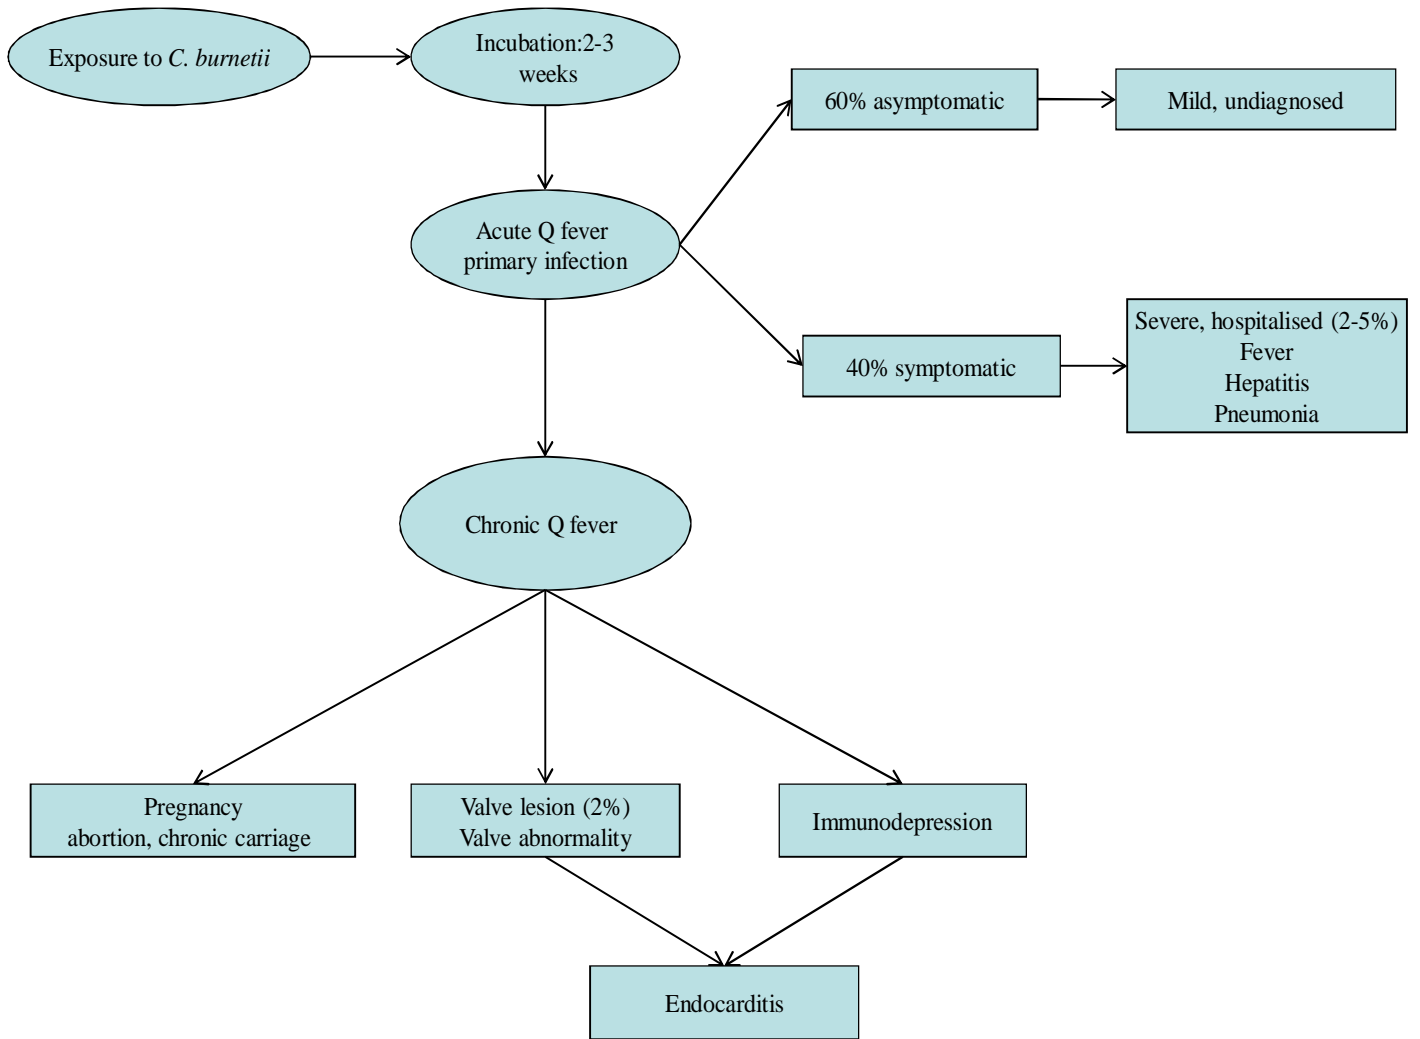 Exposure to C. burnetii
Incubation:2-3
weeks
60% asymptomatic
Mild, undiagnosed
Acute Q fever
primary infection
40% symptomatic
Severe, hospitalised (2-5%)
Fever
Hepatitis
Pneumonia
Chronic Q fever
Pregnancy
abortion, chronic carriage
Valve lesion (2%)
Valve abnormality
Immunodepression
Endocarditis